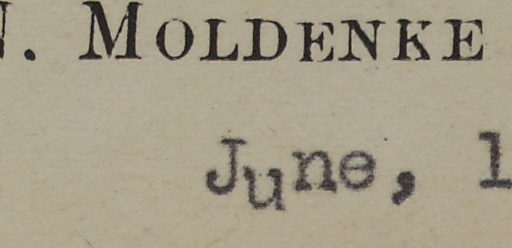 N. MOLDENKE
June, 1